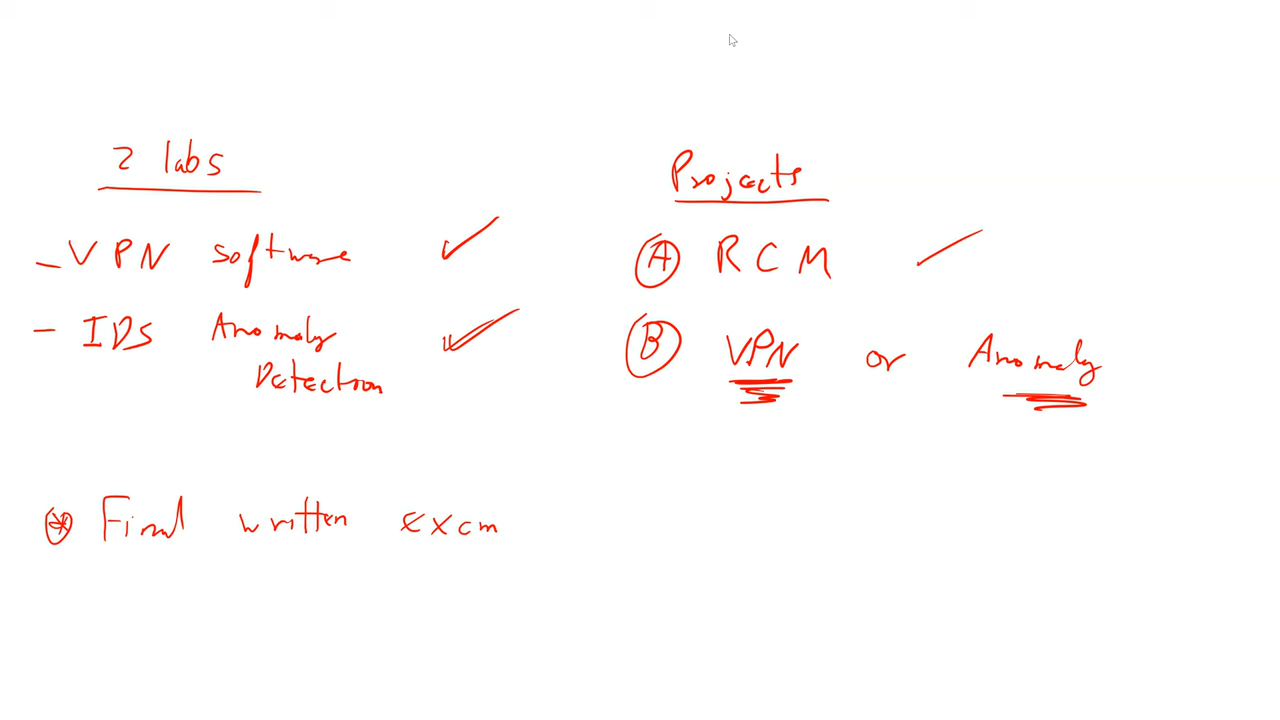 2 labs
- VPN software ✓
- IDS Anomaly
Detection ✓
Projects
Ⓐ RCM ✓
Ⓑ VPN or Anomaly
⊛ Final written exam